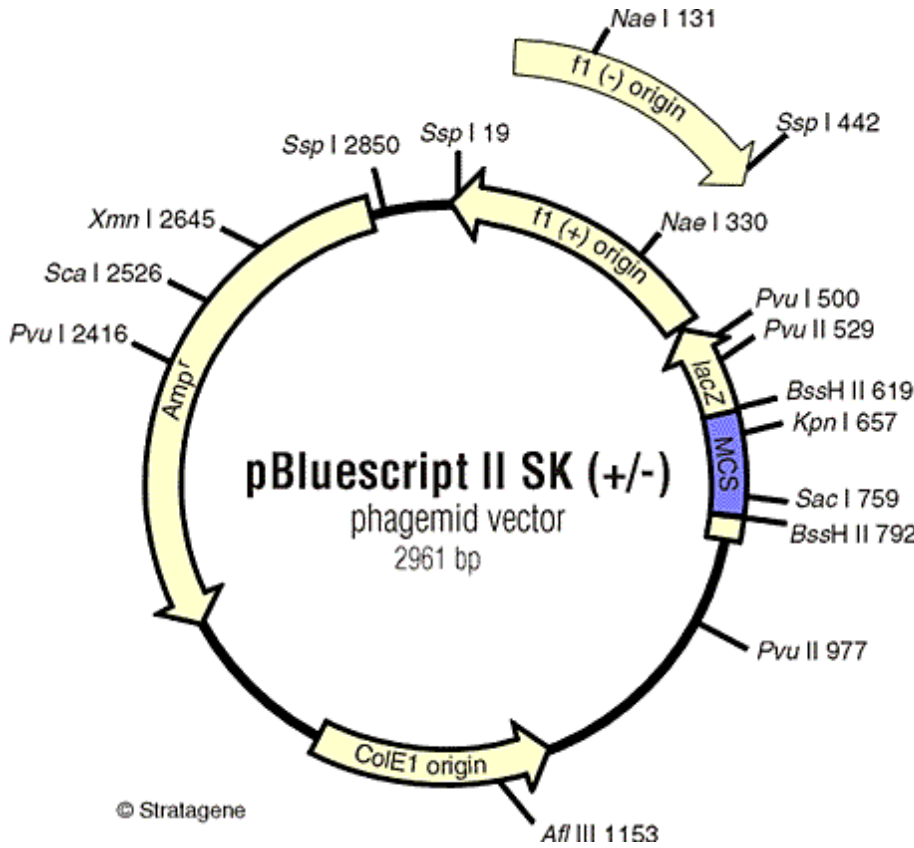 Nae I 131
f1 (-) origin
Ssp I 442
Ssp I 19
Ssp I 2850
f1 (+) origin
Nae I 330
Xmn I 2645
Sca I 2526
Pvu I 2416
Pvu I 500
Pvu II 529
lacZ
BssH II 619
Kpn I 657
MCS
Ampr
pBluescript II SK (+/-)
phagemid vector
2961 bp
Sac I 759
BssH II 792
Pvu II 977
ColE1 origin
© Stratagene
Afl III 1153